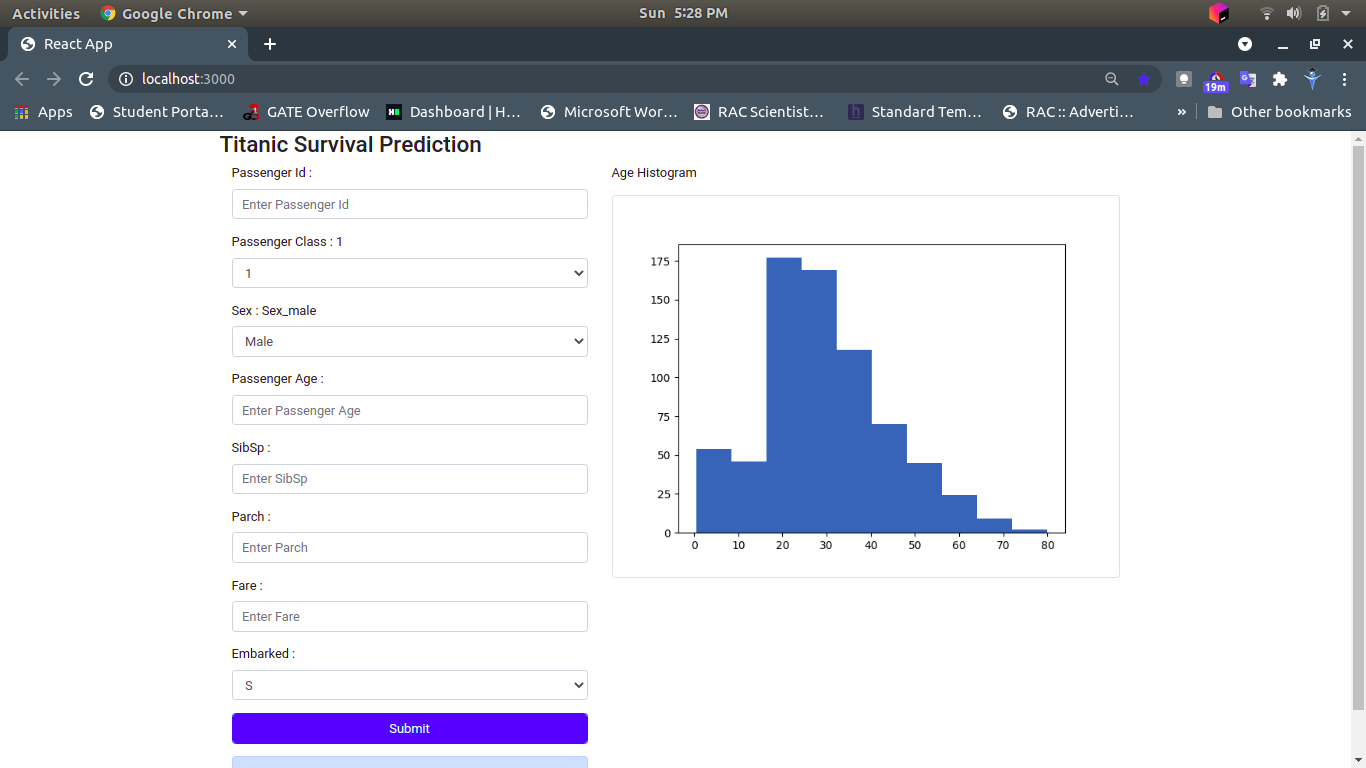 Activities Google Chrome Sun 5:28 PM
React App
localhost:3000 19m
Apps Student Porta... GATE Overflow Dashboard | H... Microsoft Wor... RAC Scientist... Standard Tem... RAC :: Adverti... » Other bookmarks
Titanic Survival Prediction
Passenger Id :
Enter Passenger Id
Passenger Class : 1
1
Sex : Sex_male
Male
Passenger Age :
Enter Passenger Age
SibSp :
Enter SibSp
Parch :
Enter Parch
Fare :
Enter Fare
Embarked :
S
Submit
Age Histogram
175
150
125
100
75
50
25
0
0 10 20 30 40 50 60 70 80